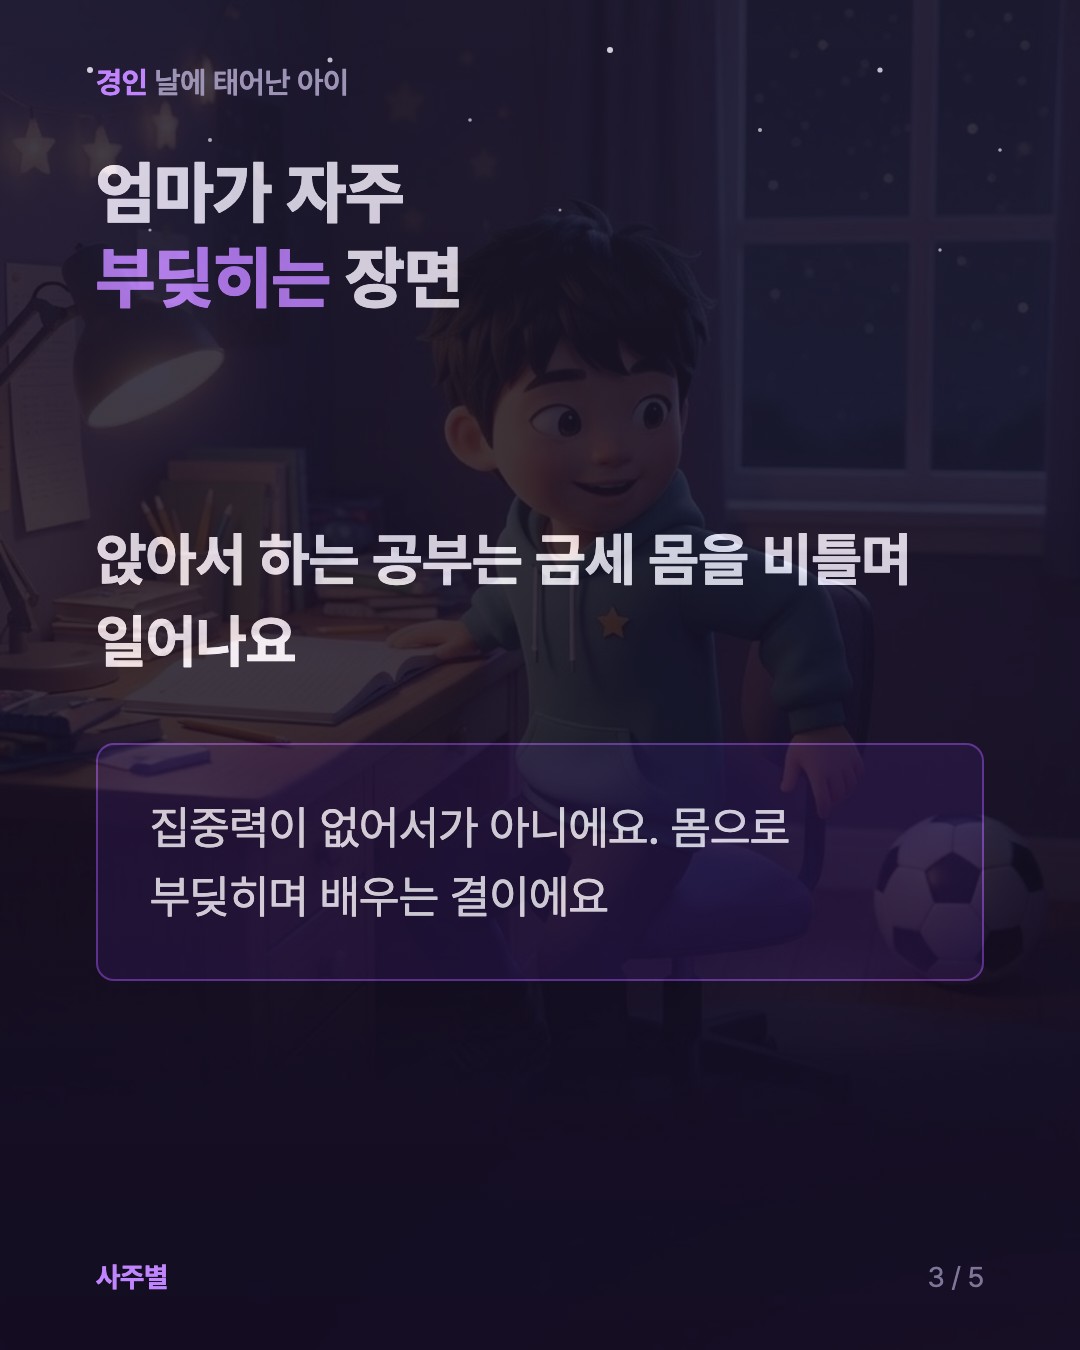 경인 날에 태어난 아이
엄마가 자주
부딪히는 장면
앉아서 하는 공부는 금세 몸을 비틀며
일어나요
집중력이 없어서가 아니에요. 몸으로
부딪히며 배우는 결이에요
사주별
3 / 5